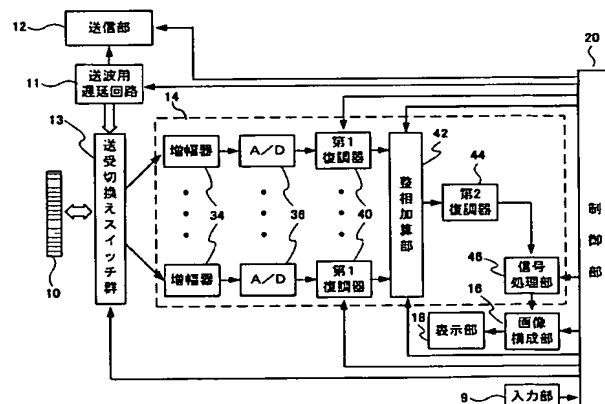 12
送信部
20
11
送波用
遅延回路
13
送受切換えスイッチ群
14
増幅器
A/D
第1
復調器
42
整相加算部
44
第2
復調器
34
36
40
制御部
10
増幅器
A/D
第1
復調器
46
信号
処理部
16
18
表示部
画像
構成部
9
入力部